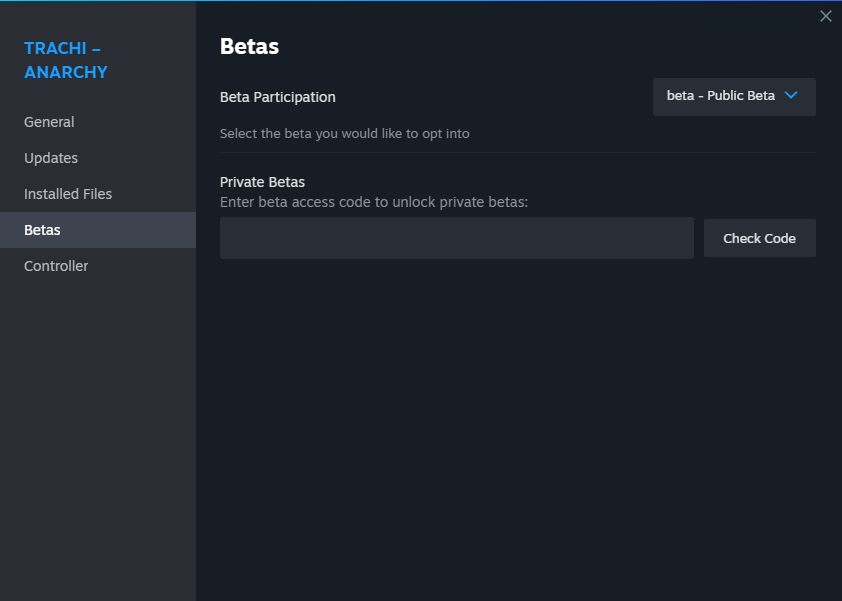 TRACHI –
ANARCHY
General
Updates
Installed Files
Betas
Controller
Betas
Beta Participation
beta - Public Beta
Select the beta you would like to opt into
Private Betas
Enter beta access code to unlock private betas:
Check Code